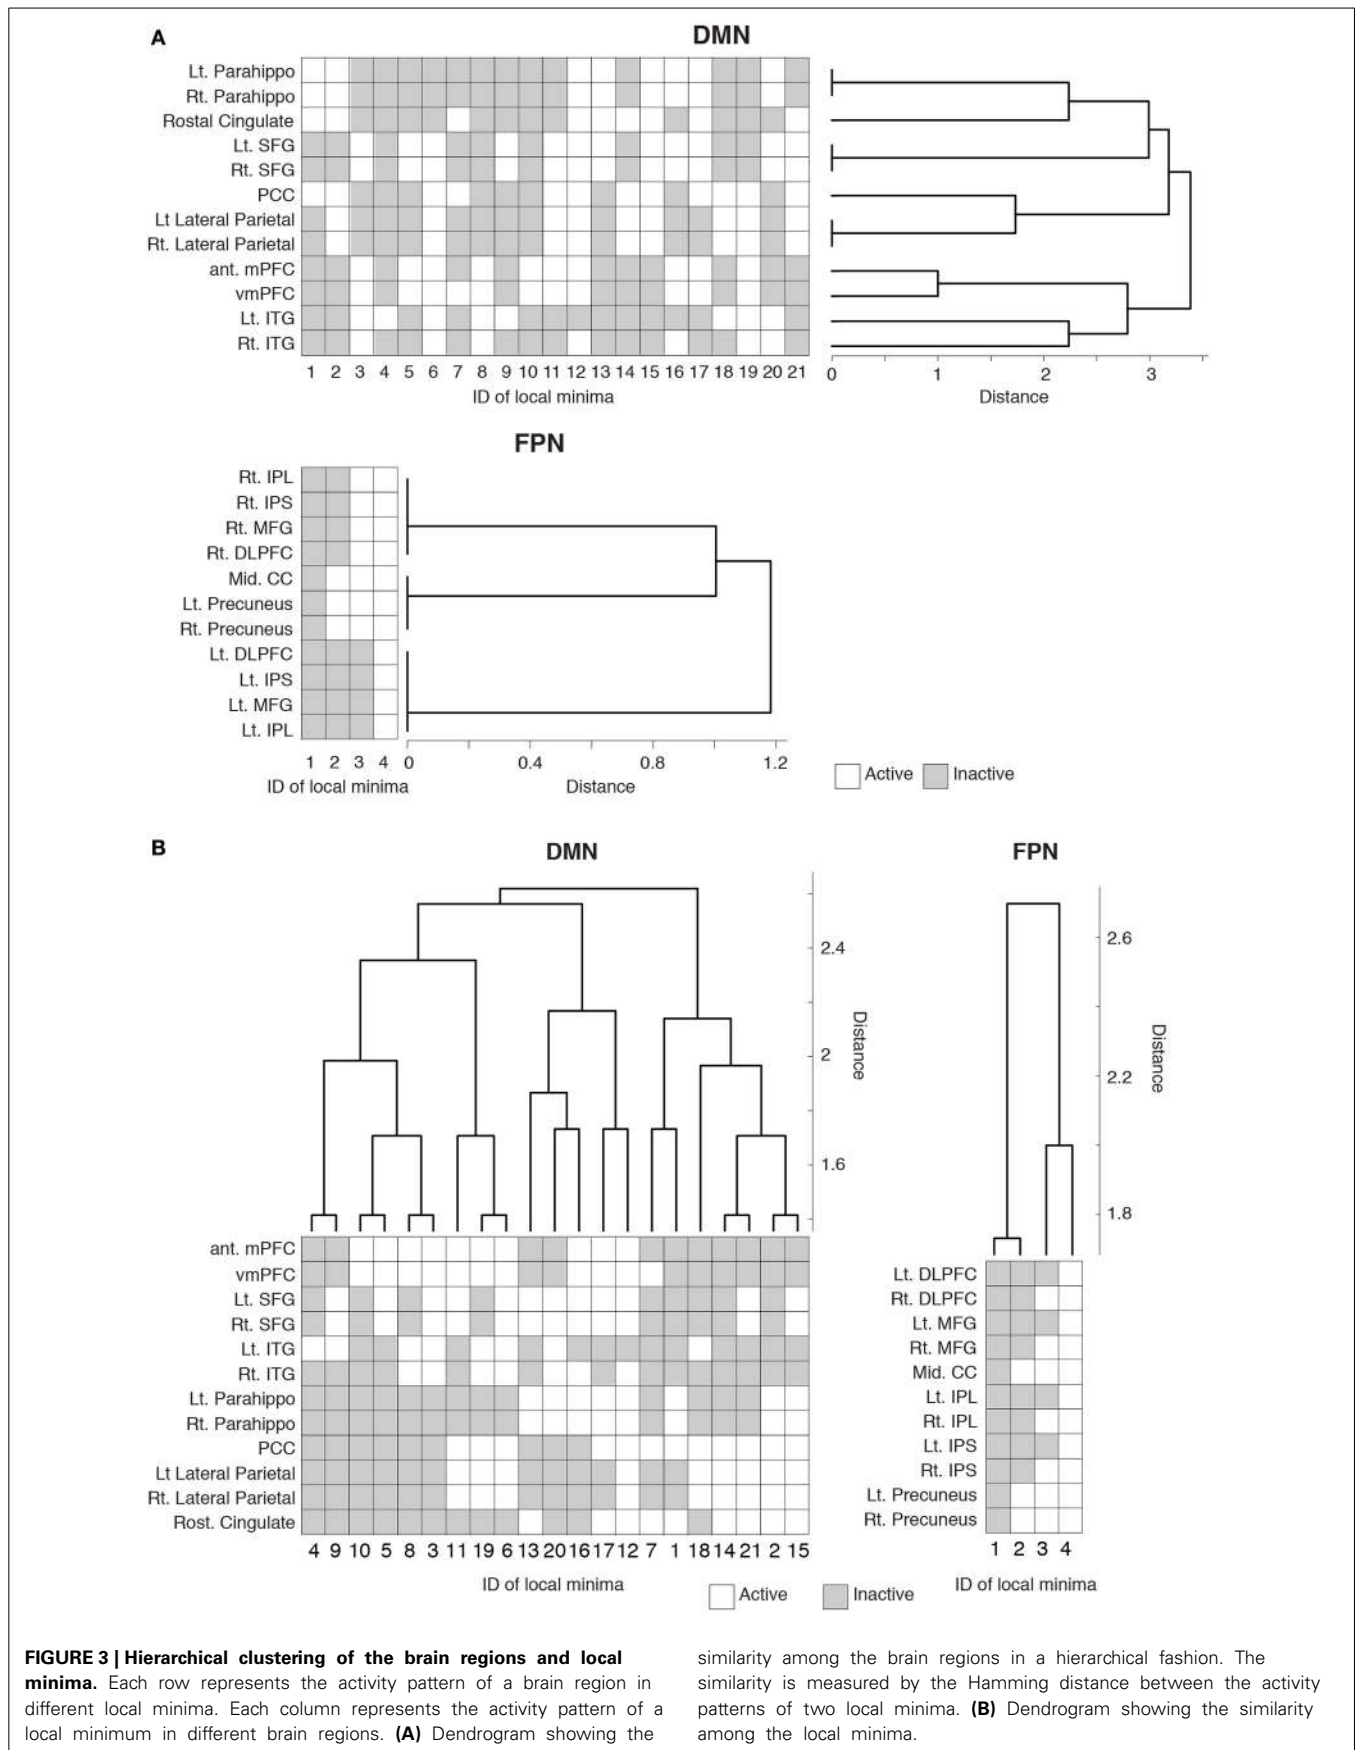 A
DMN
Lt. Parahippo
Rt. Parahippo
Rostal Cingulate
Lt. SFG
Rt. SFG
PCC
Lt Lateral Parietal
Rt. Lateral Parietal
ant. mPFC
vmPFC
Lt. ITG
Rt. ITG
1 2 3 4 5 6 7 8 9 10 11 12 13 14 15 16 17 18 19 20 21
ID of local minima
0 1 2 3
Distance
FPN
Rt. IPL
Rt. IPS
Rt. MFG
Rt. DLPFC
Mid. CC
Lt. Precuneus
Rt. Precuneus
Lt. DLPFC
Lt. IPS
Lt. MFG
Lt. IPL
1 2 3 4
ID of local minima
0 0.4 0.8 1.2
Distance
Active Inactive
B
DMN
2.4
2
1.6
Distance
ant. mPFC
vmPFC
Lt. SFG
Rt. SFG
Lt. ITG
Rt. ITG
Lt. Parahippo
Rt. Parahippo
PCC
Lt Lateral Parietal
Rt. Lateral Parietal
Rost. Cingulate
4 9 10 5 8 3 11 19 6 13 20 16 17 12 7 1 18 14 21 2 15
ID of local minima
Active Inactive
FPN
2.6
2.2
1.8
Distance
Lt. DLPFC
Rt. DLPFC
Lt. MFG
Rt. MFG
Mid. CC
Lt. IPL
Rt. IPL
Lt. IPS
Rt. IPS
Lt. Precuneus
Rt. Precuneus
1 2 3 4
ID of local minima
FIGURE 3 | Hierarchical clustering of the brain regions and local
minima. Each row represents the activity pattern of a brain region in
different local minima. Each column represents the activity pattern of a
local minimum in different brain regions. (A) Dendrogram showing the
similarity among the brain regions in a hierarchical fashion. The
similarity is measured by the Hamming distance between the activity
patterns of two local minima. (B) Dendrogram showing the similarity
among the local minima.